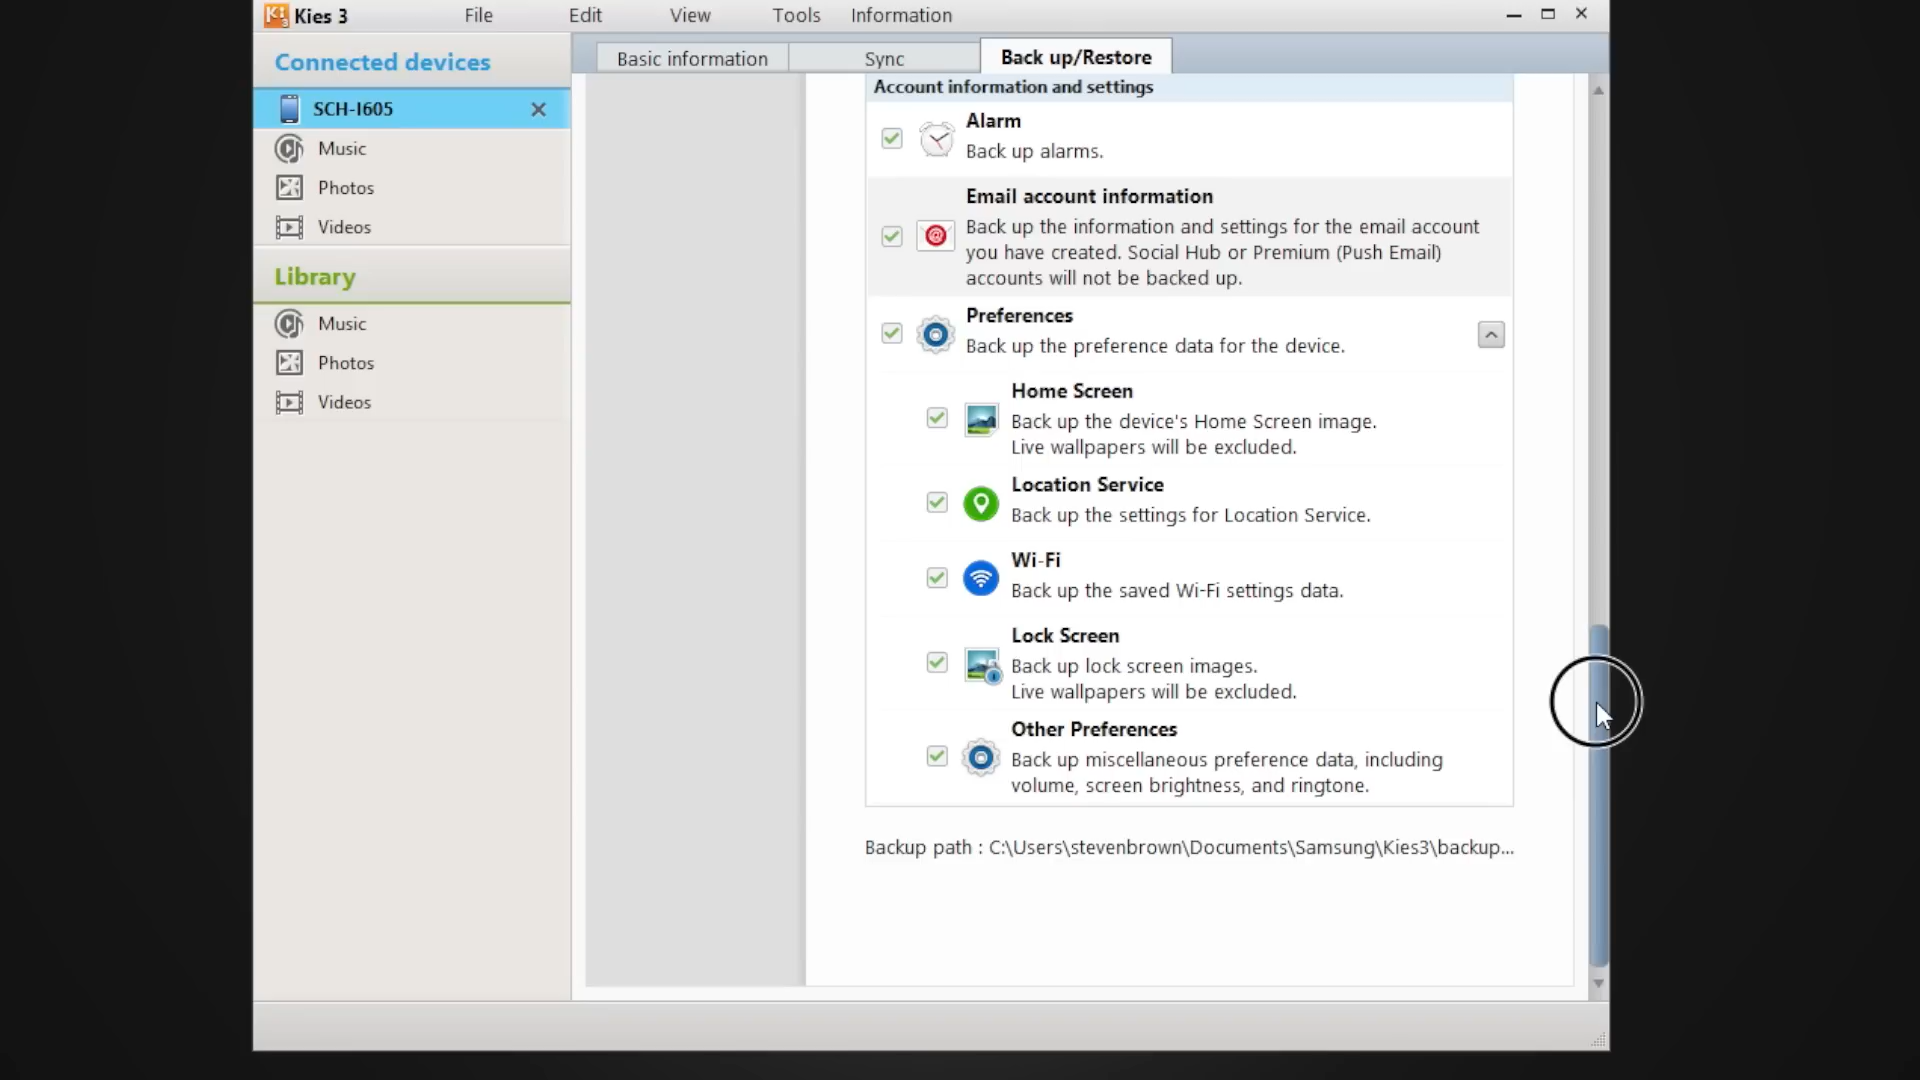 Kies 3
File
Edit
View
Tools
Information
Connected devices
SCH-I605
Music
Photos
Videos
Library
Music
Photos
Videos
Basic information
Sync
Back up/Restore
Account information and settings
Alarm
Back up alarms.
Email account information
Back up the information and settings for the email account
you have created. Social Hub or Premium (Push Email)
accounts will not be backed up.
Preferences
Back up the preference data for the device.
Home Screen
Back up the device's Home Screen image.
Live wallpapers will be excluded.
Location Service
Back up the settings for Location Service.
Wi-Fi
Back up the saved Wi-Fi settings data.
Lock Screen
Back up lock screen images.
Live wallpapers will be excluded.
Other Preferences
Back up miscellaneous preference data, including
volume, screen brightness, and ringtone.
Backup path : C:\Users\stevenbrown\Documents\Samsung\Kies3\backup...